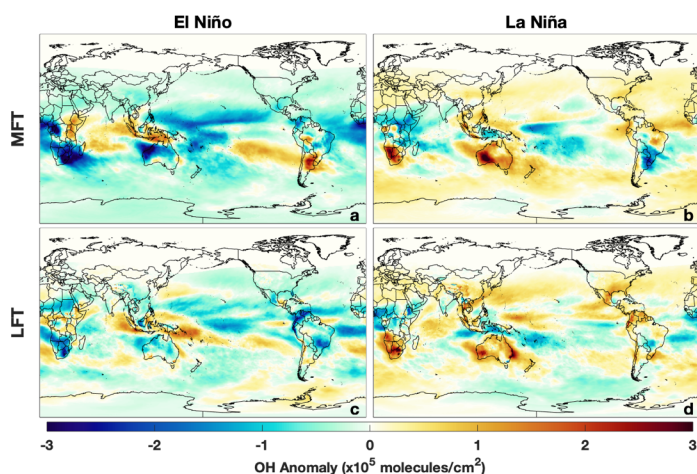 El Niño La Niña
MFT
a b
LFT
c d
-3 -2 -1 0 1 2 3
OH Anomaly (x10⁵ molecules/cm²)